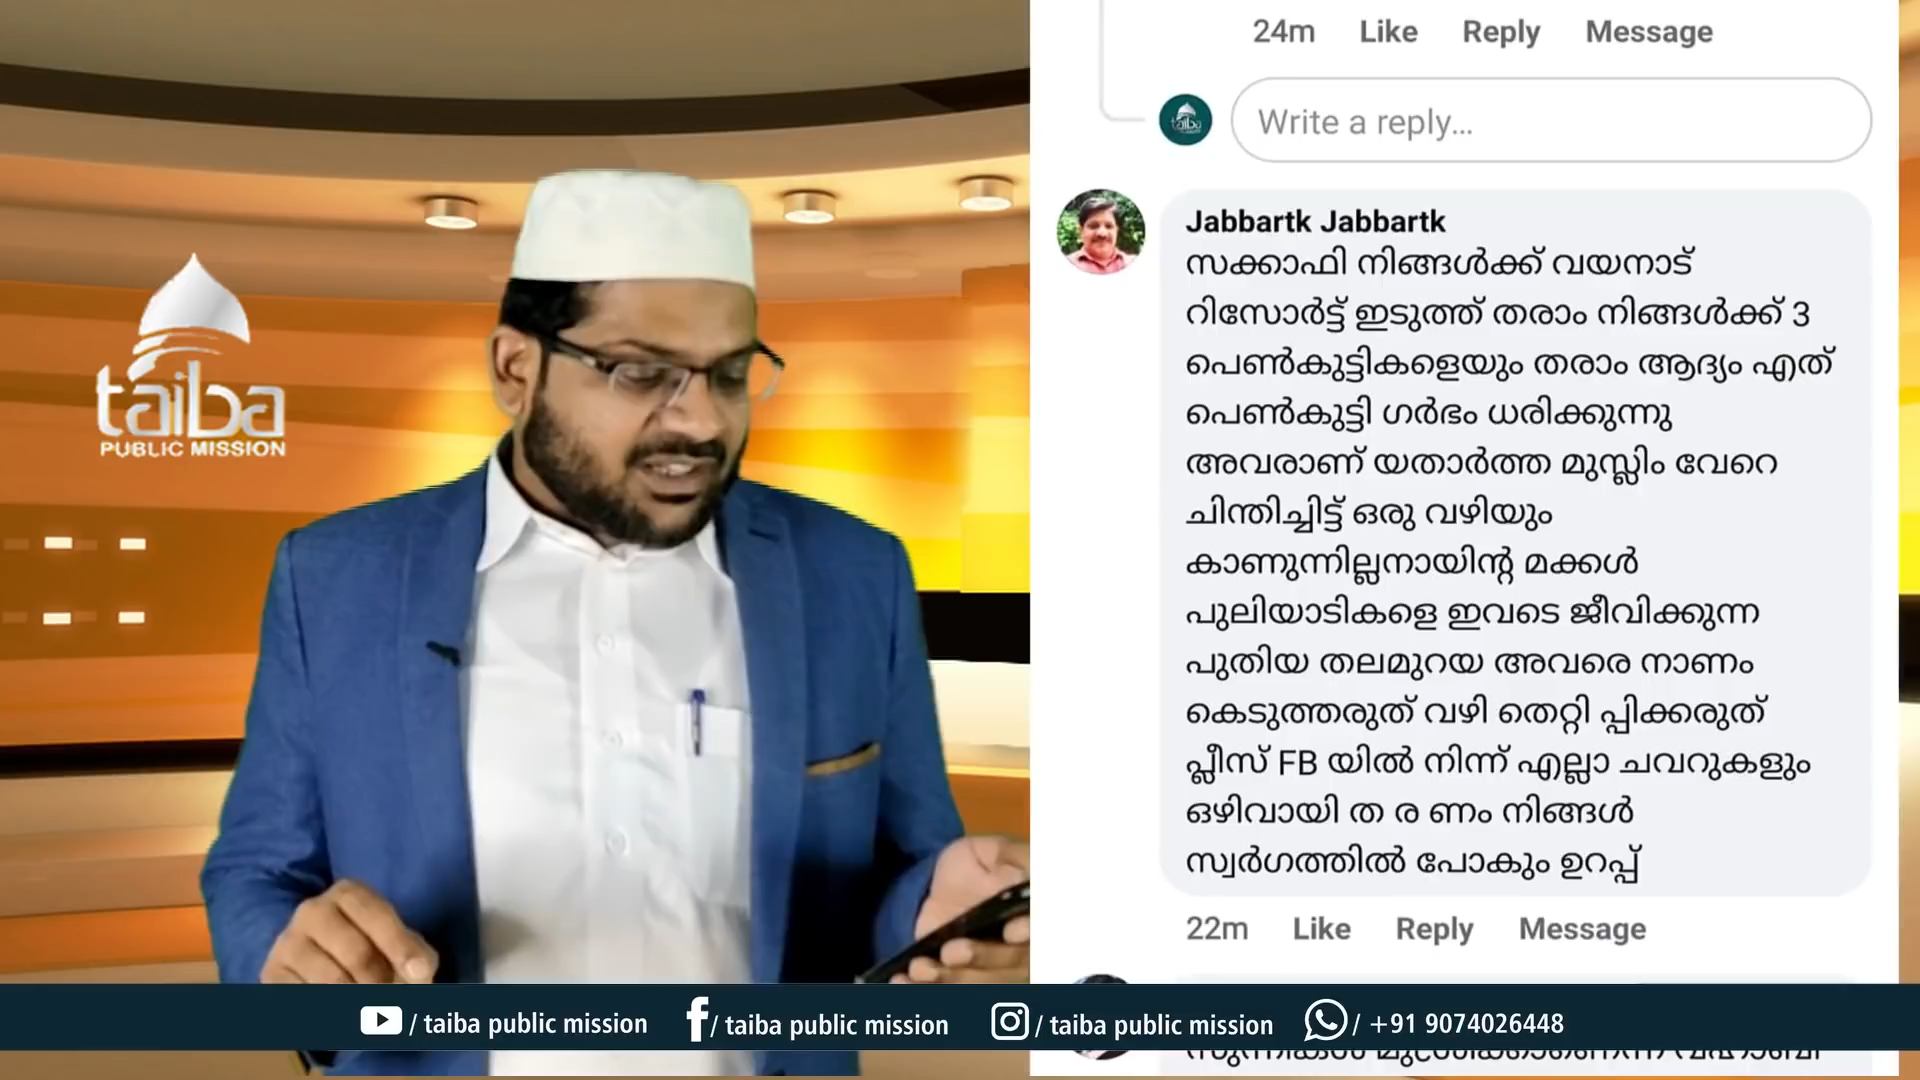 24m Like Reply Message
Write a reply...
Jabbartk Jabbartk
സക്കാഫി നിങ്ങൾക്ക് വയനാട്
റിസോർട്ട് ഇടുത്ത് തരാം നിങ്ങൾക്ക് 3
പെൺകുട്ടികളെയും തരാം ആദ്യം എത്
പെൺകുട്ടി ഗർഭം ധരിക്കുന്നു
അവരാണ് യതാർത്ത മുസ്ലിം വേറെ
ചിന്തിച്ചിട്ട് ഒരു വഴിയും
കാണുന്നില്ലനായിന്റ മക്കൾ
പുലിയാടികളെ ഇവടെ ജീവിക്കുന്ന
പുതിയ തലമുറയ അവരെ നാണം
കെടുത്തരുത് വഴി തെറ്റി പ്പിക്കരുത്
പ്ലീസ് FB യിൽ നിന്ന് എല്ലാ ചവറുകളും
ഒഴിവായി ത ര ണം നിങ്ങൾ
സ്വർഗത്തിൽ പോകും ഉറപ്പ്
22m Like Reply Message
taiba
PUBLIC MISSION
/ taiba public mission / taiba public mission / taiba public mission / +91 9074026448